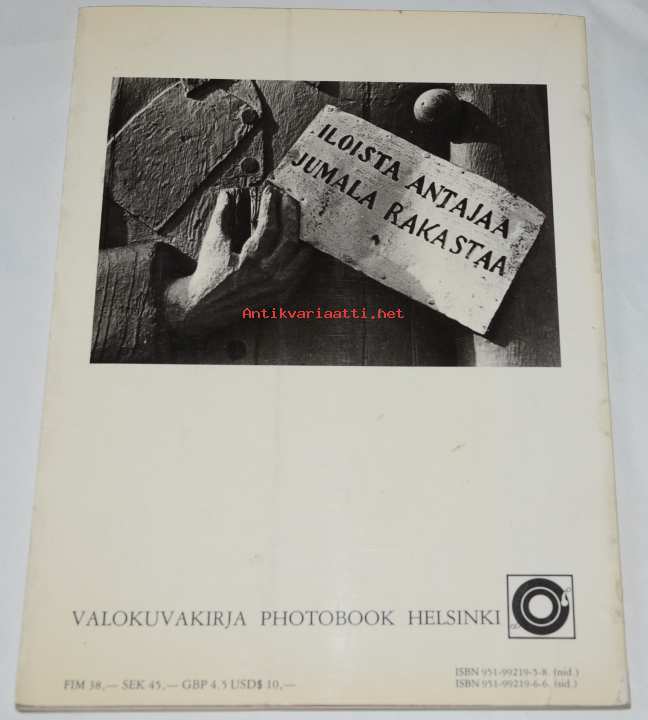 ILOISTA ANTAJAA
JUMALA RAKASTAA
Antikvariaatti.net
VALOKUVAKIRJA PHOTOBOOK HELSINKI
ISBN 951-99219-5-8. (nid.)
FIM 38,— SEK 45,— GBP 4.5 USD$ 10,—
ISBN 951-99219-6-6. (sid.)